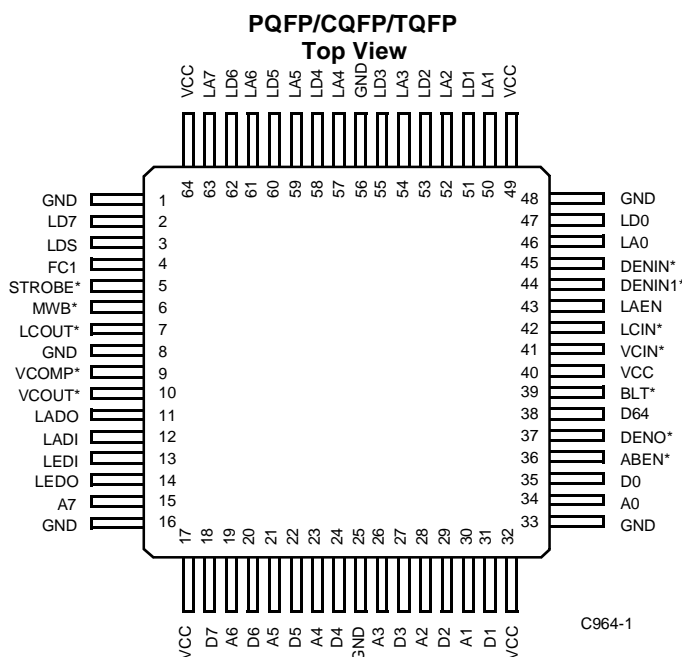 PQFP/CQFP/TQFP
Top View
VCC LA7 LD6 LA6 LD5 LA5 LD4 LA4 GND LD3 LA3 LD2 LA2 LD1 LA1 VCC
64 63 62 61 60 59 58 57 56 55 54 53 52 51 50 49
GND 1 48 GND
LD7 2 47 LD0
LDS 3 46 LA0
FC1 4 45 DENIN*
STROBE* 5 44 DENIN1*
MWB* 6 43 LAEN
LCOUT* 7 42 LCIN*
GND 8 41 VCIN*
VCOMP* 9 40 VCC
VCOUT* 10 39 BLT*
LADO 11 38 D64
LADI 12 37 DENO*
LEDI 13 36 ABEN*
LEDO 14 35 D0
A7 15 34 A0
GND 16 33 GND
17 18 19 20 21 22 23 24 25 26 27 28 29 30 31 32
VCC D7 A6 D6 A5 D5 A4 D4 GND A3 D3 A2 D2 A1 D1 VCC
C964-1